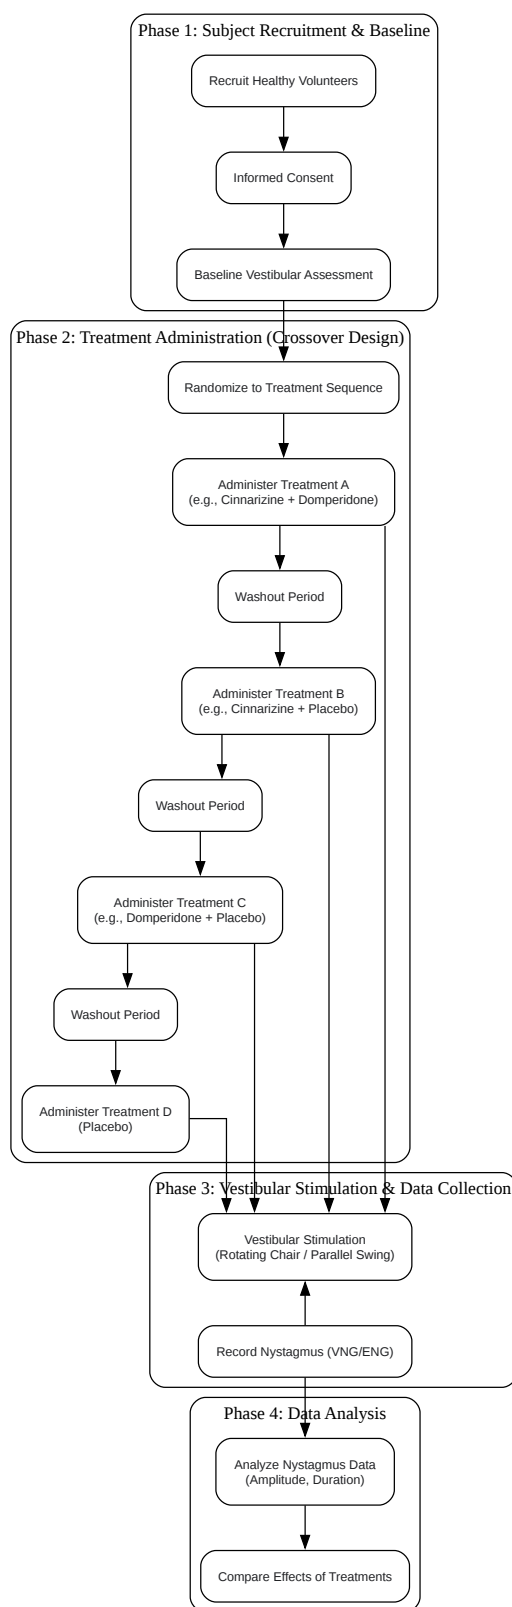 Phase 1: Subject Recruitment & Baseline
Recruit Healthy Volunteers
Informed Consent
Baseline Vestibular Assessment
Phase 2: Treatment Administration (Crossover Design)
Randomize to Treatment Sequence
Administer Treatment A
(e.g., Cinnarizine + Domperidone)
Washout Period
Administer Treatment B
(e.g., Cinnarizine + Placebo)
Washout Period
Administer Treatment C
(e.g., Domperidone + Placebo)
Washout Period
Administer Treatment D
(Placebo)
Phase 3: Vestibular Stimulation & Data Collection
Vestibular Stimulation
(Rotating Chair / Parallel Swing)
Record Nystagmus (VNG/ENG)
Phase 4: Data Analysis
Analyze Nystagmus Data
(Amplitude, Duration)
Compare Effects of Treatments